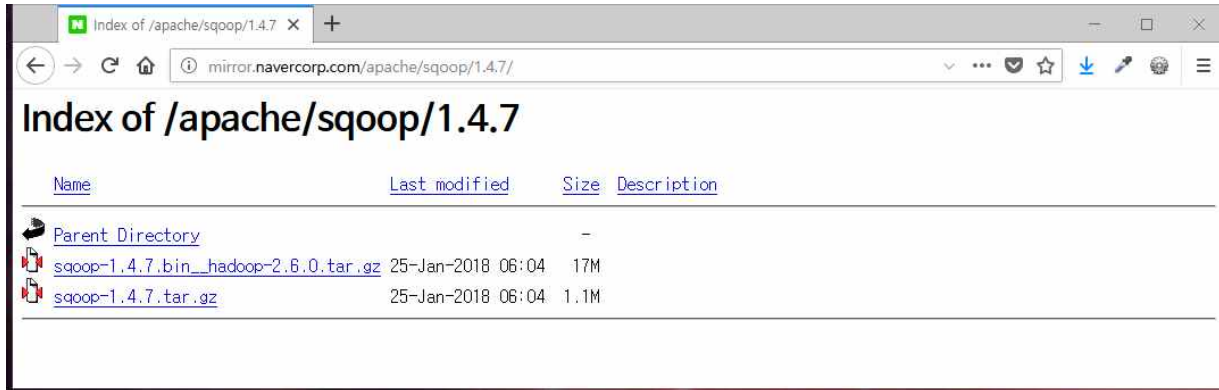 Index of /apache/sqoop/1.4.7
mirror.navercorp.com/apache/sqoop/1.4.7/
Index of /apache/sqoop/1.4.7
Name Last modified Size Description
Parent Directory -
sqoop-1.4.7.bin__hadoop-2.6.0.tar.gz 25-Jan-2018 06:04 17M
sqoop-1.4.7.tar.gz 25-Jan-2018 06:04 1.1M